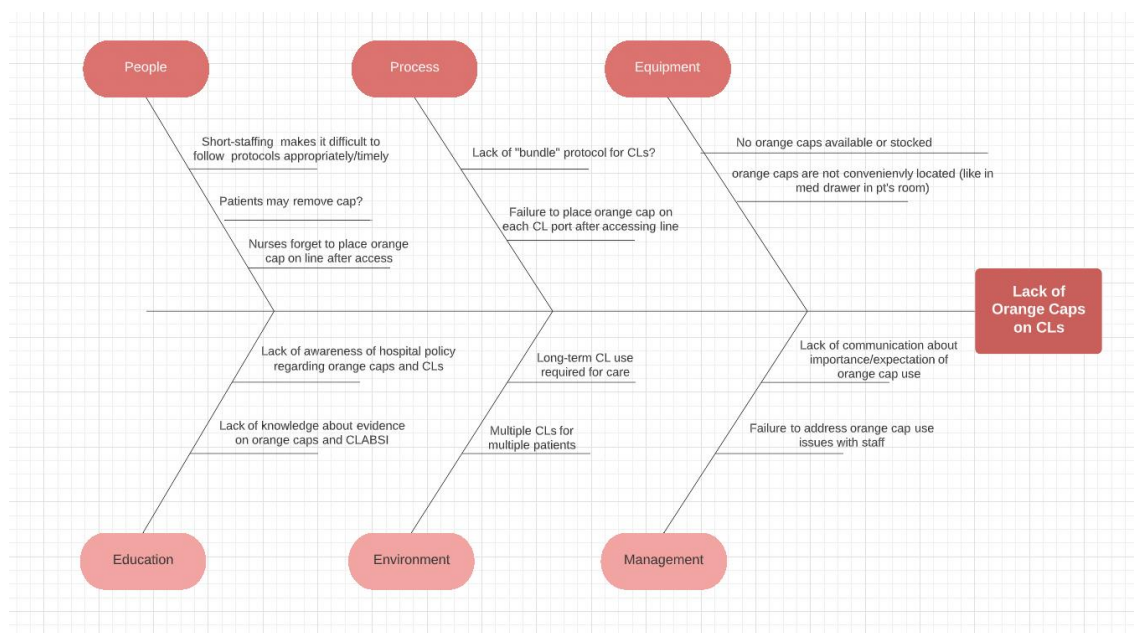 People
Process
Equipment
Short-staffing makes it difficult to
follow protocols appropriately/timely
Patients may remove cap?
Nurses forget to place orange
cap on line after access
Lack of "bundle" protocol for CLs?
Failure to place orange cap on
each CL port after accessing line
No orange caps available or stocked
orange caps are not convenienvly located (like in
med drawer in pt's room)
Lack of
Orange Caps
on CLs
Lack of awareness of hospital policy
regarding orange caps and CLs
Lack of knowledge about evidence
on orange caps and CLABSI
Long-term CL use
required for care
Multiple CLs for
multiple patients
Lack of communication about
importance/expectation of
orange cap use
Failure to address orange cap use
issues with staff
Education
Environment
Management